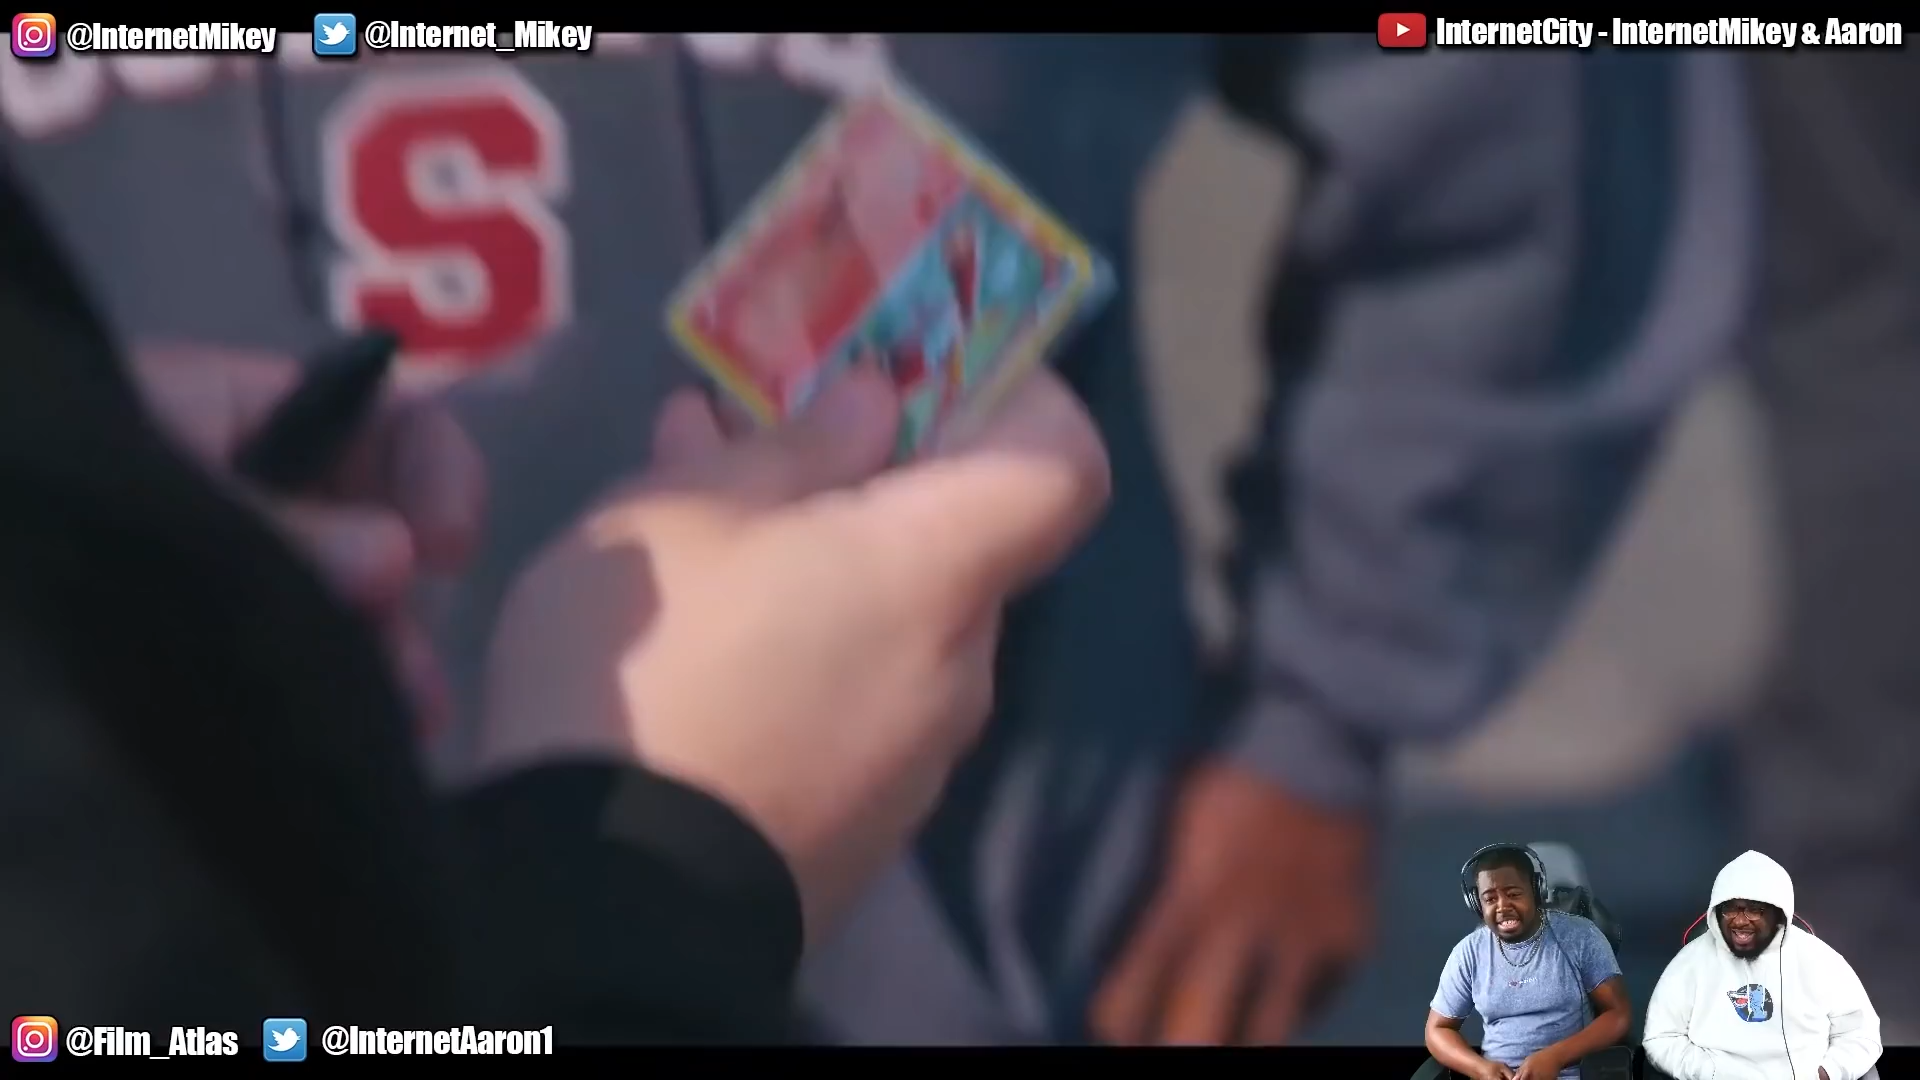 @InternetMikey @Internet_Mikey InternetCity - InternetMikey & Aaron
S
@Film_Atlas @InternetAaron1